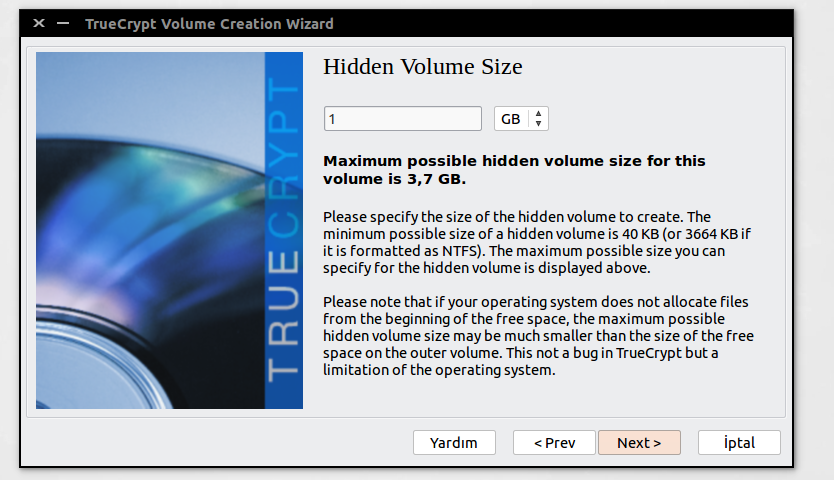 TrueCrypt Volume Creation Wizard
TRUECRYPT
Hidden Volume Size
1
GB
Maximum possible hidden volume size for this
volume is 3,7 GB.
Please specify the size of the hidden volume to create. The
minimum possible size of a hidden volume is 40 KB (or 3664 KB if
it is formatted as NTFS). The maximum possible size you can
specify for the hidden volume is displayed above.
Please note that if your operating system does not allocate files
from the beginning of the free space, the maximum possible
hidden volume size may be much smaller than the size of the free
space on the outer volume. This not a bug in TrueCrypt but a
limitation of the operating system.
Yardım
< Prev
Next >
İptal